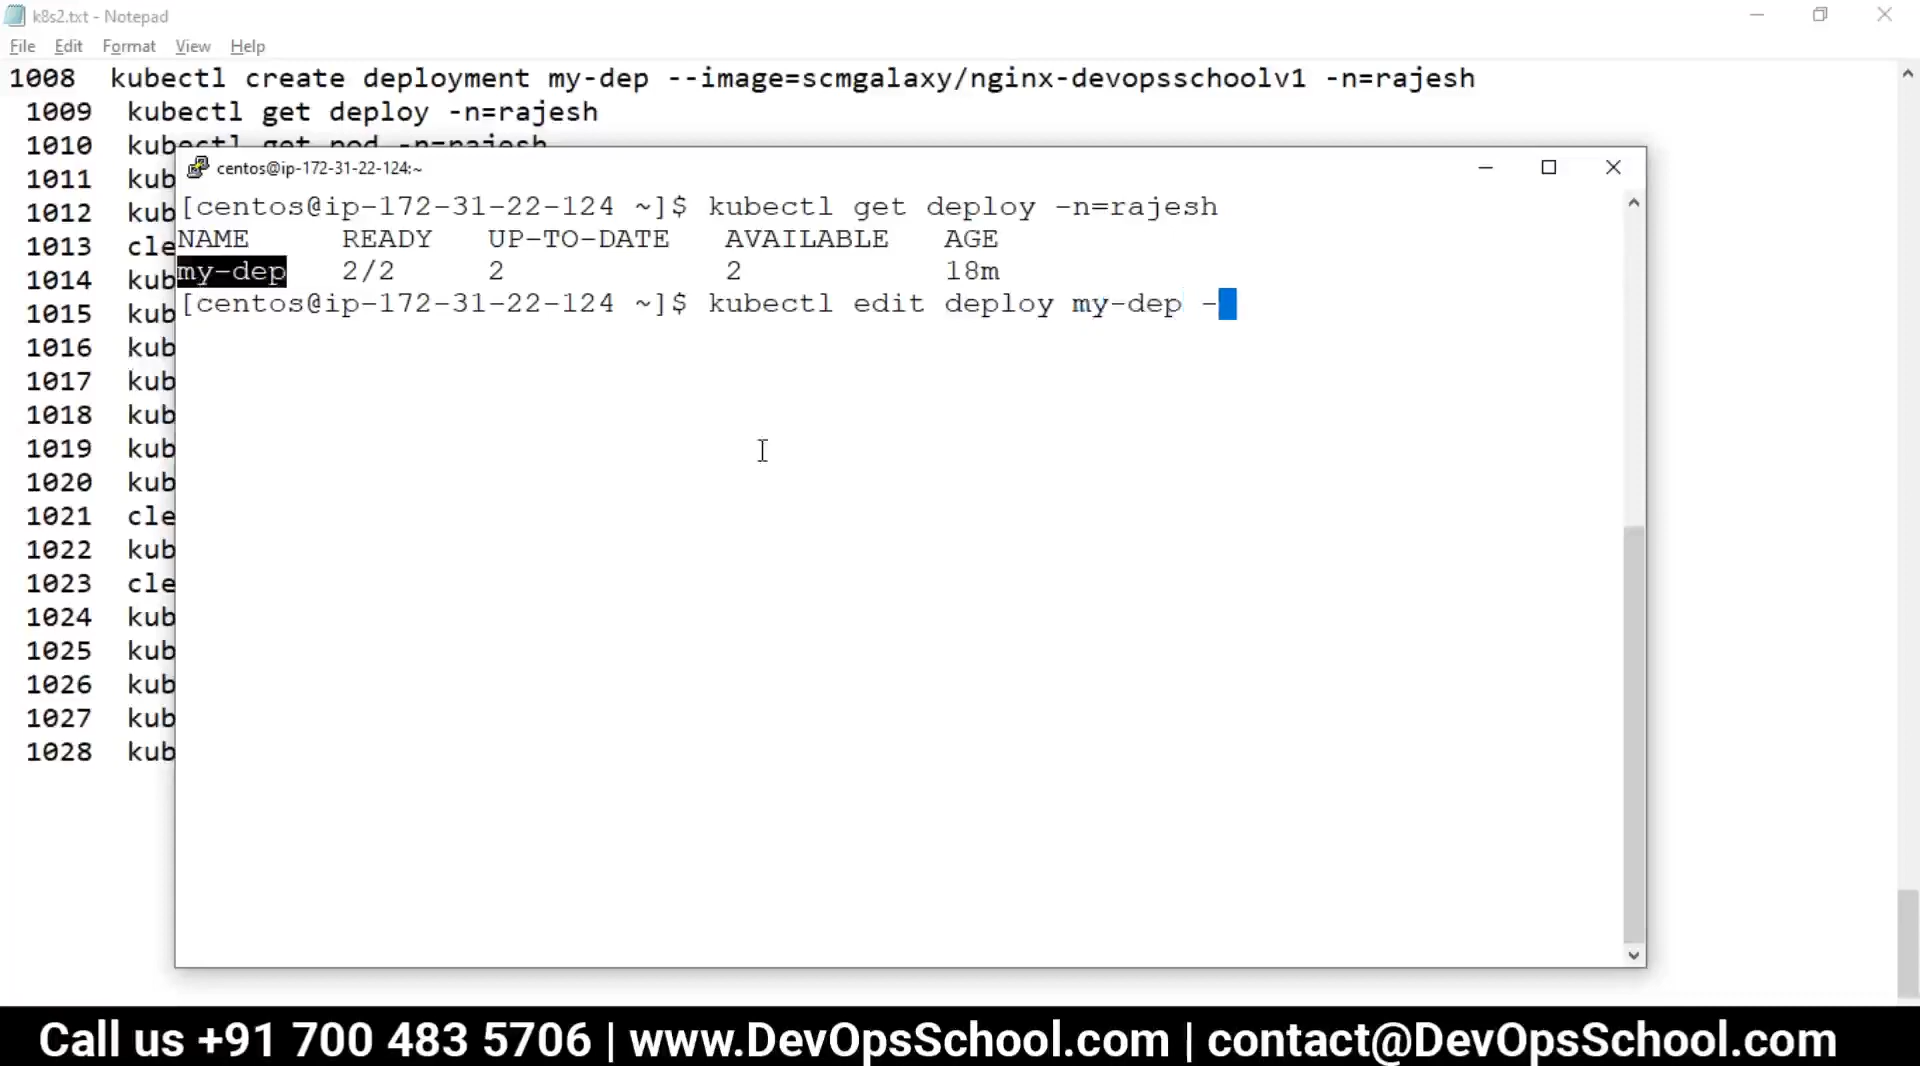 k8s2.txt - Notepad
File Edit Format View Help
1008 kubectl create deployment my-dep --image=scmgalaxy/nginx-devopsschoolv1 -n=rajesh
1009 kubectl get deploy -n=rajesh
1010 kubectl get pod -n=rajesh
1011 kub
1012 kub
1013 cle
1014 kub
1015 kub
1016 kub
1017 kub
1018 kub
1019 kub
1020 kub
1021 cle
1022 kub
1023 cle
1024 kub
1025 kub
1026 kub
1027 kub
1028 kub
centos@ip-172-31-22-124:~
[centos@ip-172-31-22-124 ~]$ kubectl get deploy -n=rajesh
NAME READY UP-TO-DATE AVAILABLE AGE
my-dep 2/2 2 2 18m
[centos@ip-172-31-22-124 ~]$ kubectl edit deploy my-dep -
Call us +91 700 483 5706 | www.DevOpsSchool.com | contact@DevOpsSchool.com